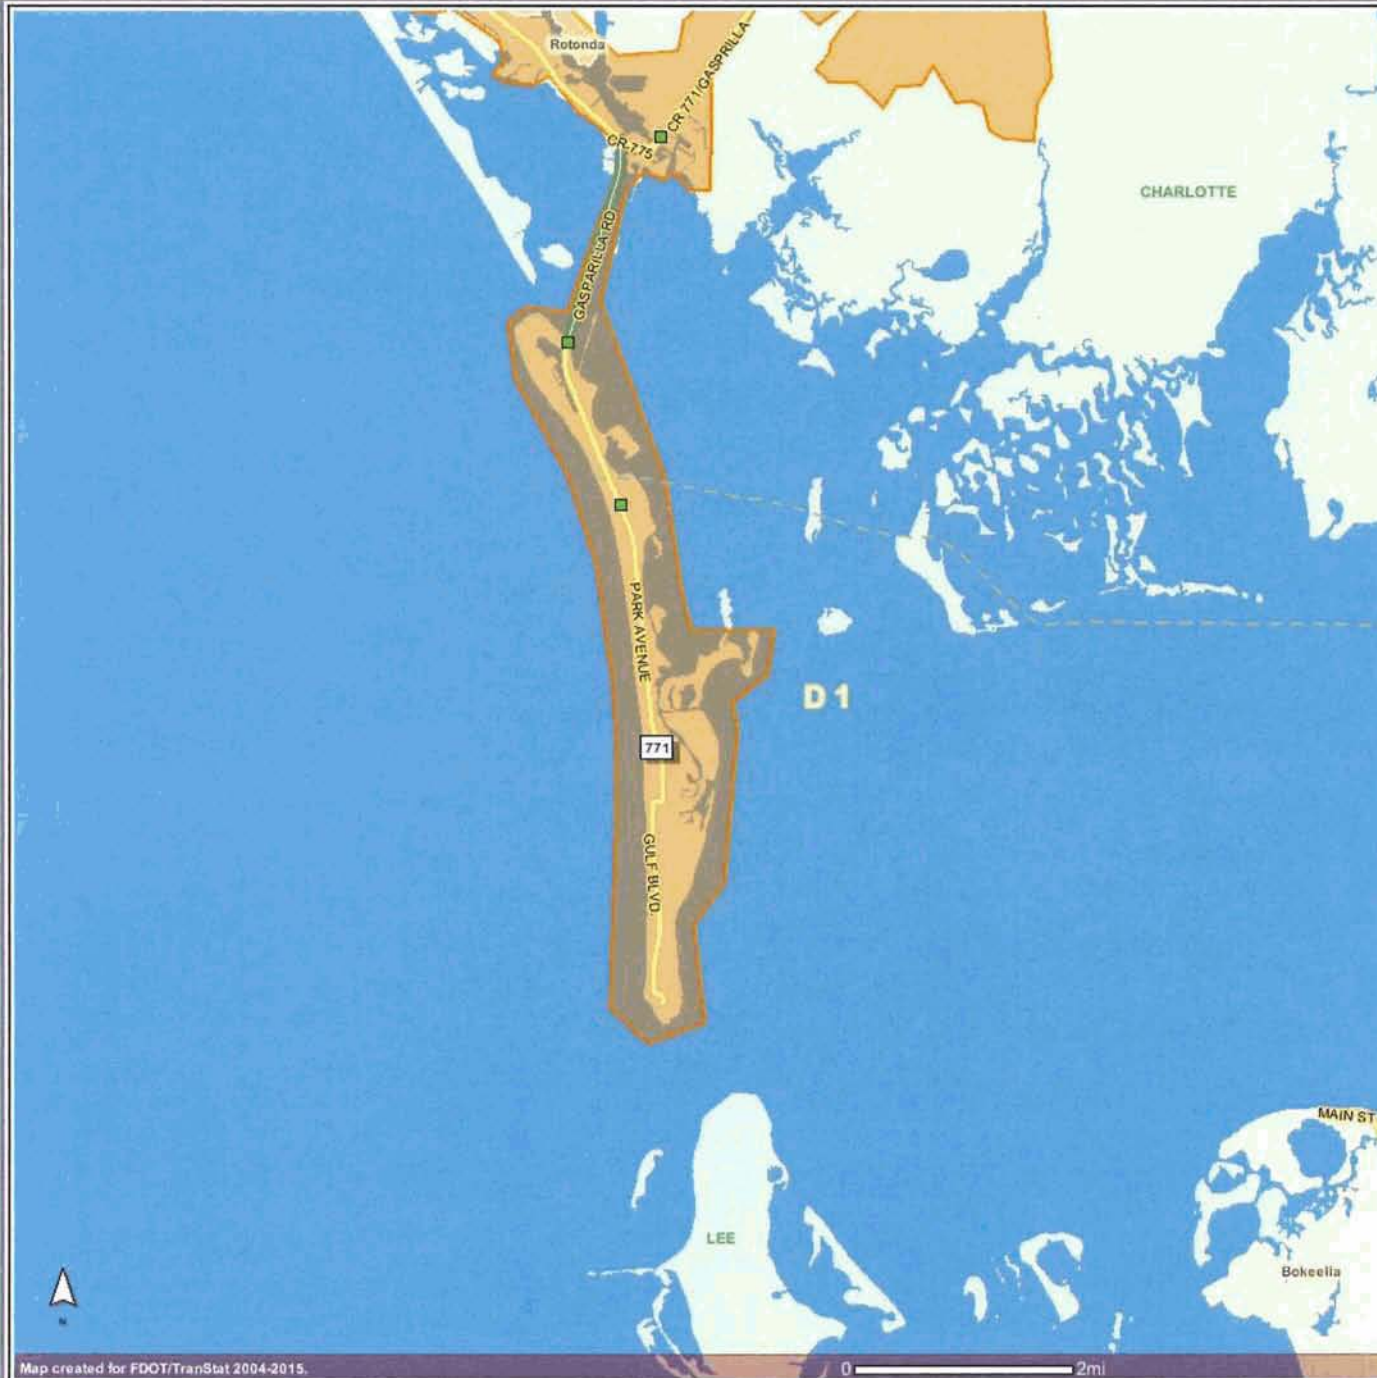 Rotonda
CR 771/GASPRILLA
CR-775
CHARLOTTE
GASPARILLA RD
PARK AVENUE
D 1
771
GULF BLVD.
MAIN ST
LEE
Bokeelia
N
Map created for FDOT/TranStat 2004-2015.
0 2mi